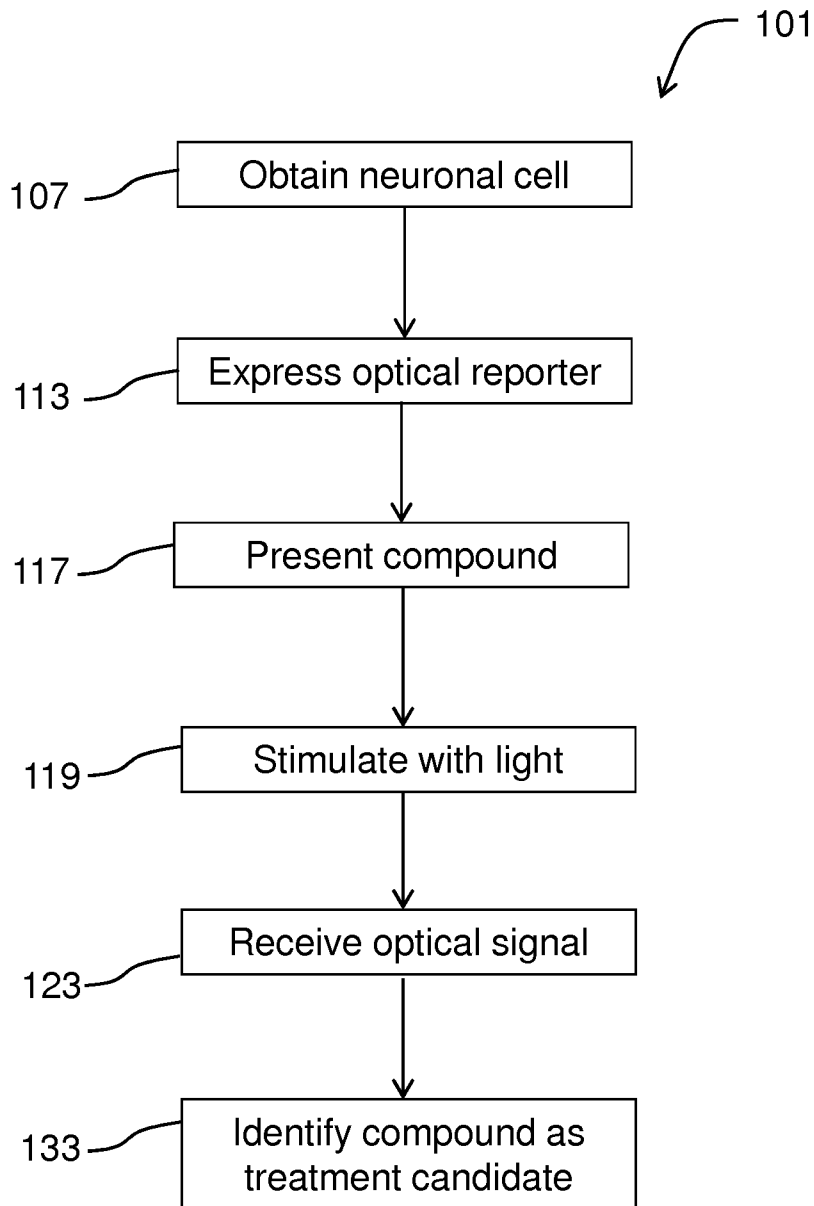 101
107
Obtain neuronal cell
113
Express optical reporter
117
Present compound
119
Stimulate with light
123
Receive optical signal
133
Identify compound as
treatment candidate